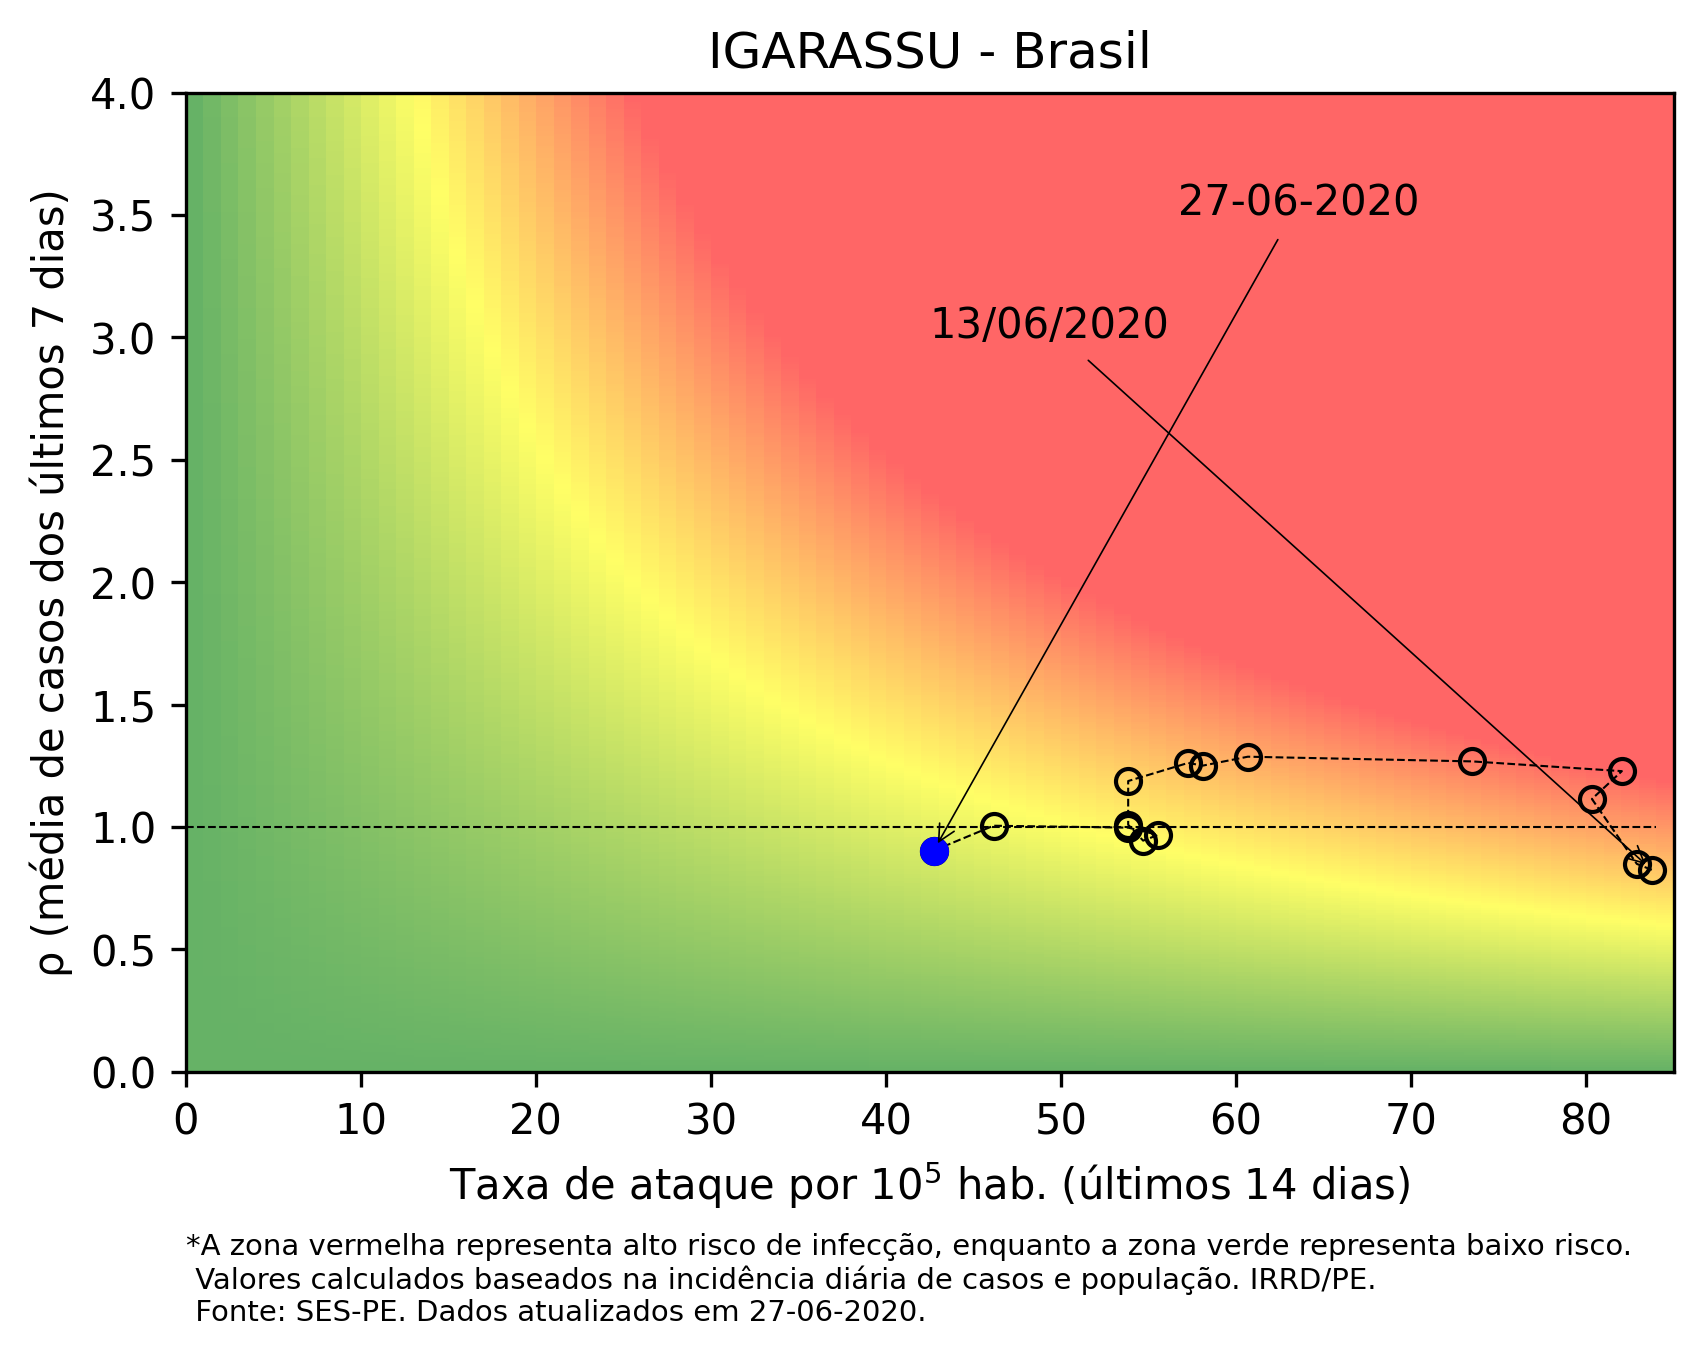 IGARASSU - Brasil
4.0
3.5
3.0
2.5
2.0
1.5
1.0
0.5
0.0
ρ (média de casos dos últimos 7 dias)
27-06-2020
13/06/2020
0 10 20 30 40 50 60 70 80
Taxa de ataque por 10⁵ hab. (últimos 14 dias)
*A zona vermelha representa alto risco de infecção, enquanto a zona verde representa baixo risco.
Valores calculados baseados na incidência diária de casos e população. IRRD/PE.
Fonte: SES-PE. Dados atualizados em 27-06-2020.